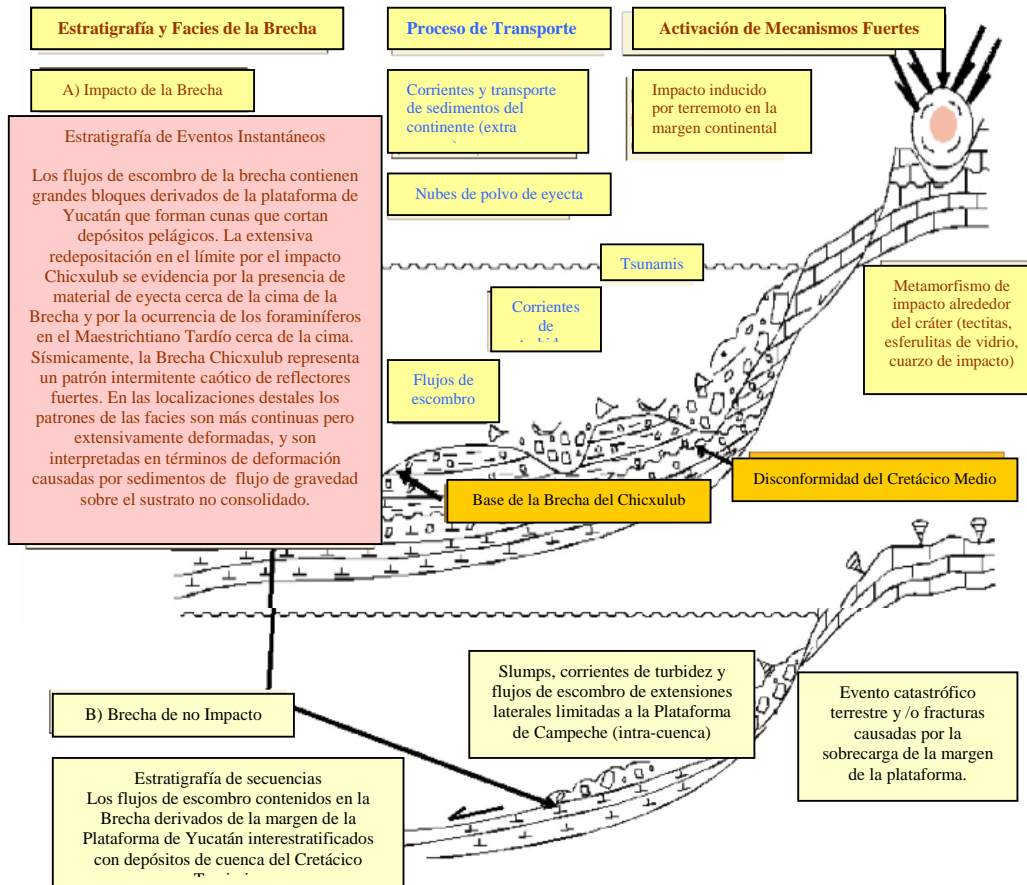 Estratigrafía y Facies de la Brecha
Proceso de Transporte
Activación de Mecanismos Fuertes
A) Impacto de la Brecha
Corrientes y transporte
de sedimentos del
continente (extra
Impacto inducido
por terremoto en la
margen continental
Estratigrafía de Eventos Instantáneos
Los flujos de escombro de la brecha contienen
grandes bloques derivados de la plataforma de
Yucatán que forman cunas que cortan
depósitos pelágicos. La extensiva
redepositación en el límite por el impacto
Chicxulub se evidencia por la presencia de
material de eyecta cerca de la cima de la
Brecha y por la ocurrencia de los foraminíferos
en el Maestrichtiano Tardío cerca de la cima.
Sísmicamente, la Brecha Chicxulub representa
un patrón intermitente caótico de reflectores
fuertes. En las localizaciones destales los
patrones de las facies son más continuas pero
extensivamente deformadas, y son
interpretadas en términos de deformación
causadas por sedimentos de flujo de gravedad
sobre el sustrato no consolidado.
Nubes de polvo de eyecta
Tsunamis
Corrientes
de
Flujos de
escombro
Metamorfismo de
impacto alrededor
del cráter (tectitas,
esferulitas de vidrio,
cuarzo de impacto)
Base de la Brecha del Chicxulub
Disconformidad del Cretácico Medio
B) Brecha de no Impacto
Slumps, corrientes de turbidez y
flujos de escombro de extensiones
laterales limitadas a la Plataforma
de Campeche (intra-cuenca)
Evento catastrófico
terrestre y /o fracturas
causadas por la
sobrecarga de la margen
de la plataforma.
Estratigrafía de secuencias
Los flujos de escombro contenidos en la
Brecha derivados de la margen de la
Plataforma de Yucatán interestratificados
con depósitos de cuenca del Cretácico